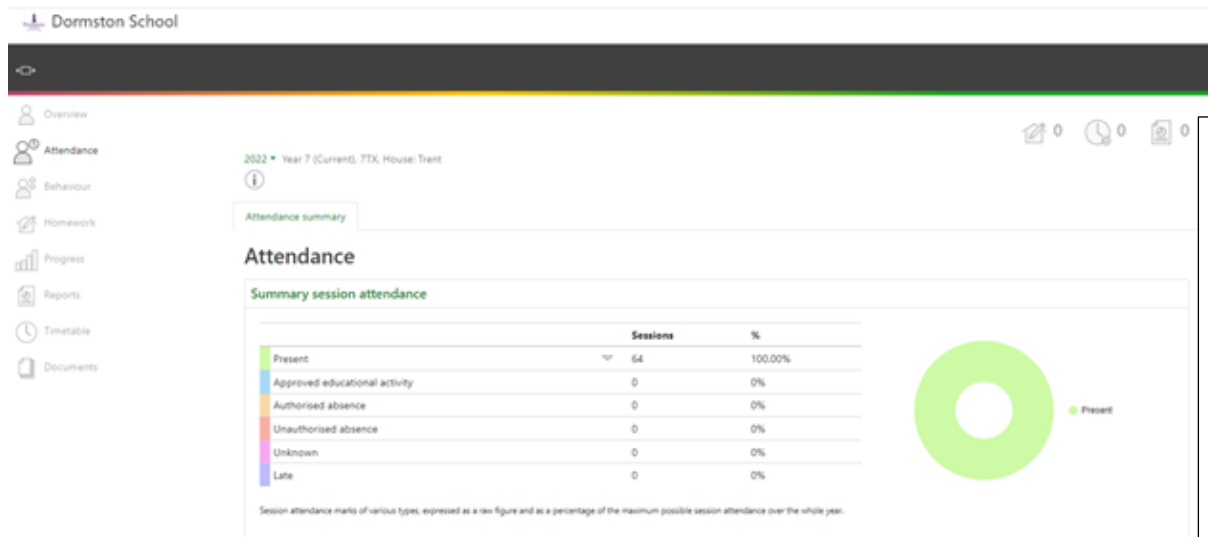 Dormston School
Overview
Attendance
Behaviour
Homework
Progress
Reports
Timetable
Documents
0 0 0
2022 Year 7 (Current), 7TX, House: Trent
Attendance summary
Attendance
Summary session attendance
Sessions %
Present 64 100.00%
Approved educational activity 0 0%
Authorised absence 0 0%
Unauthorised absence 0 0%
Unknown 0 0%
Late 0 0%
Present
Session attendance marks of various types, expressed as a raw figure and as a percentage of the maximum possible session attendance over the whole year.